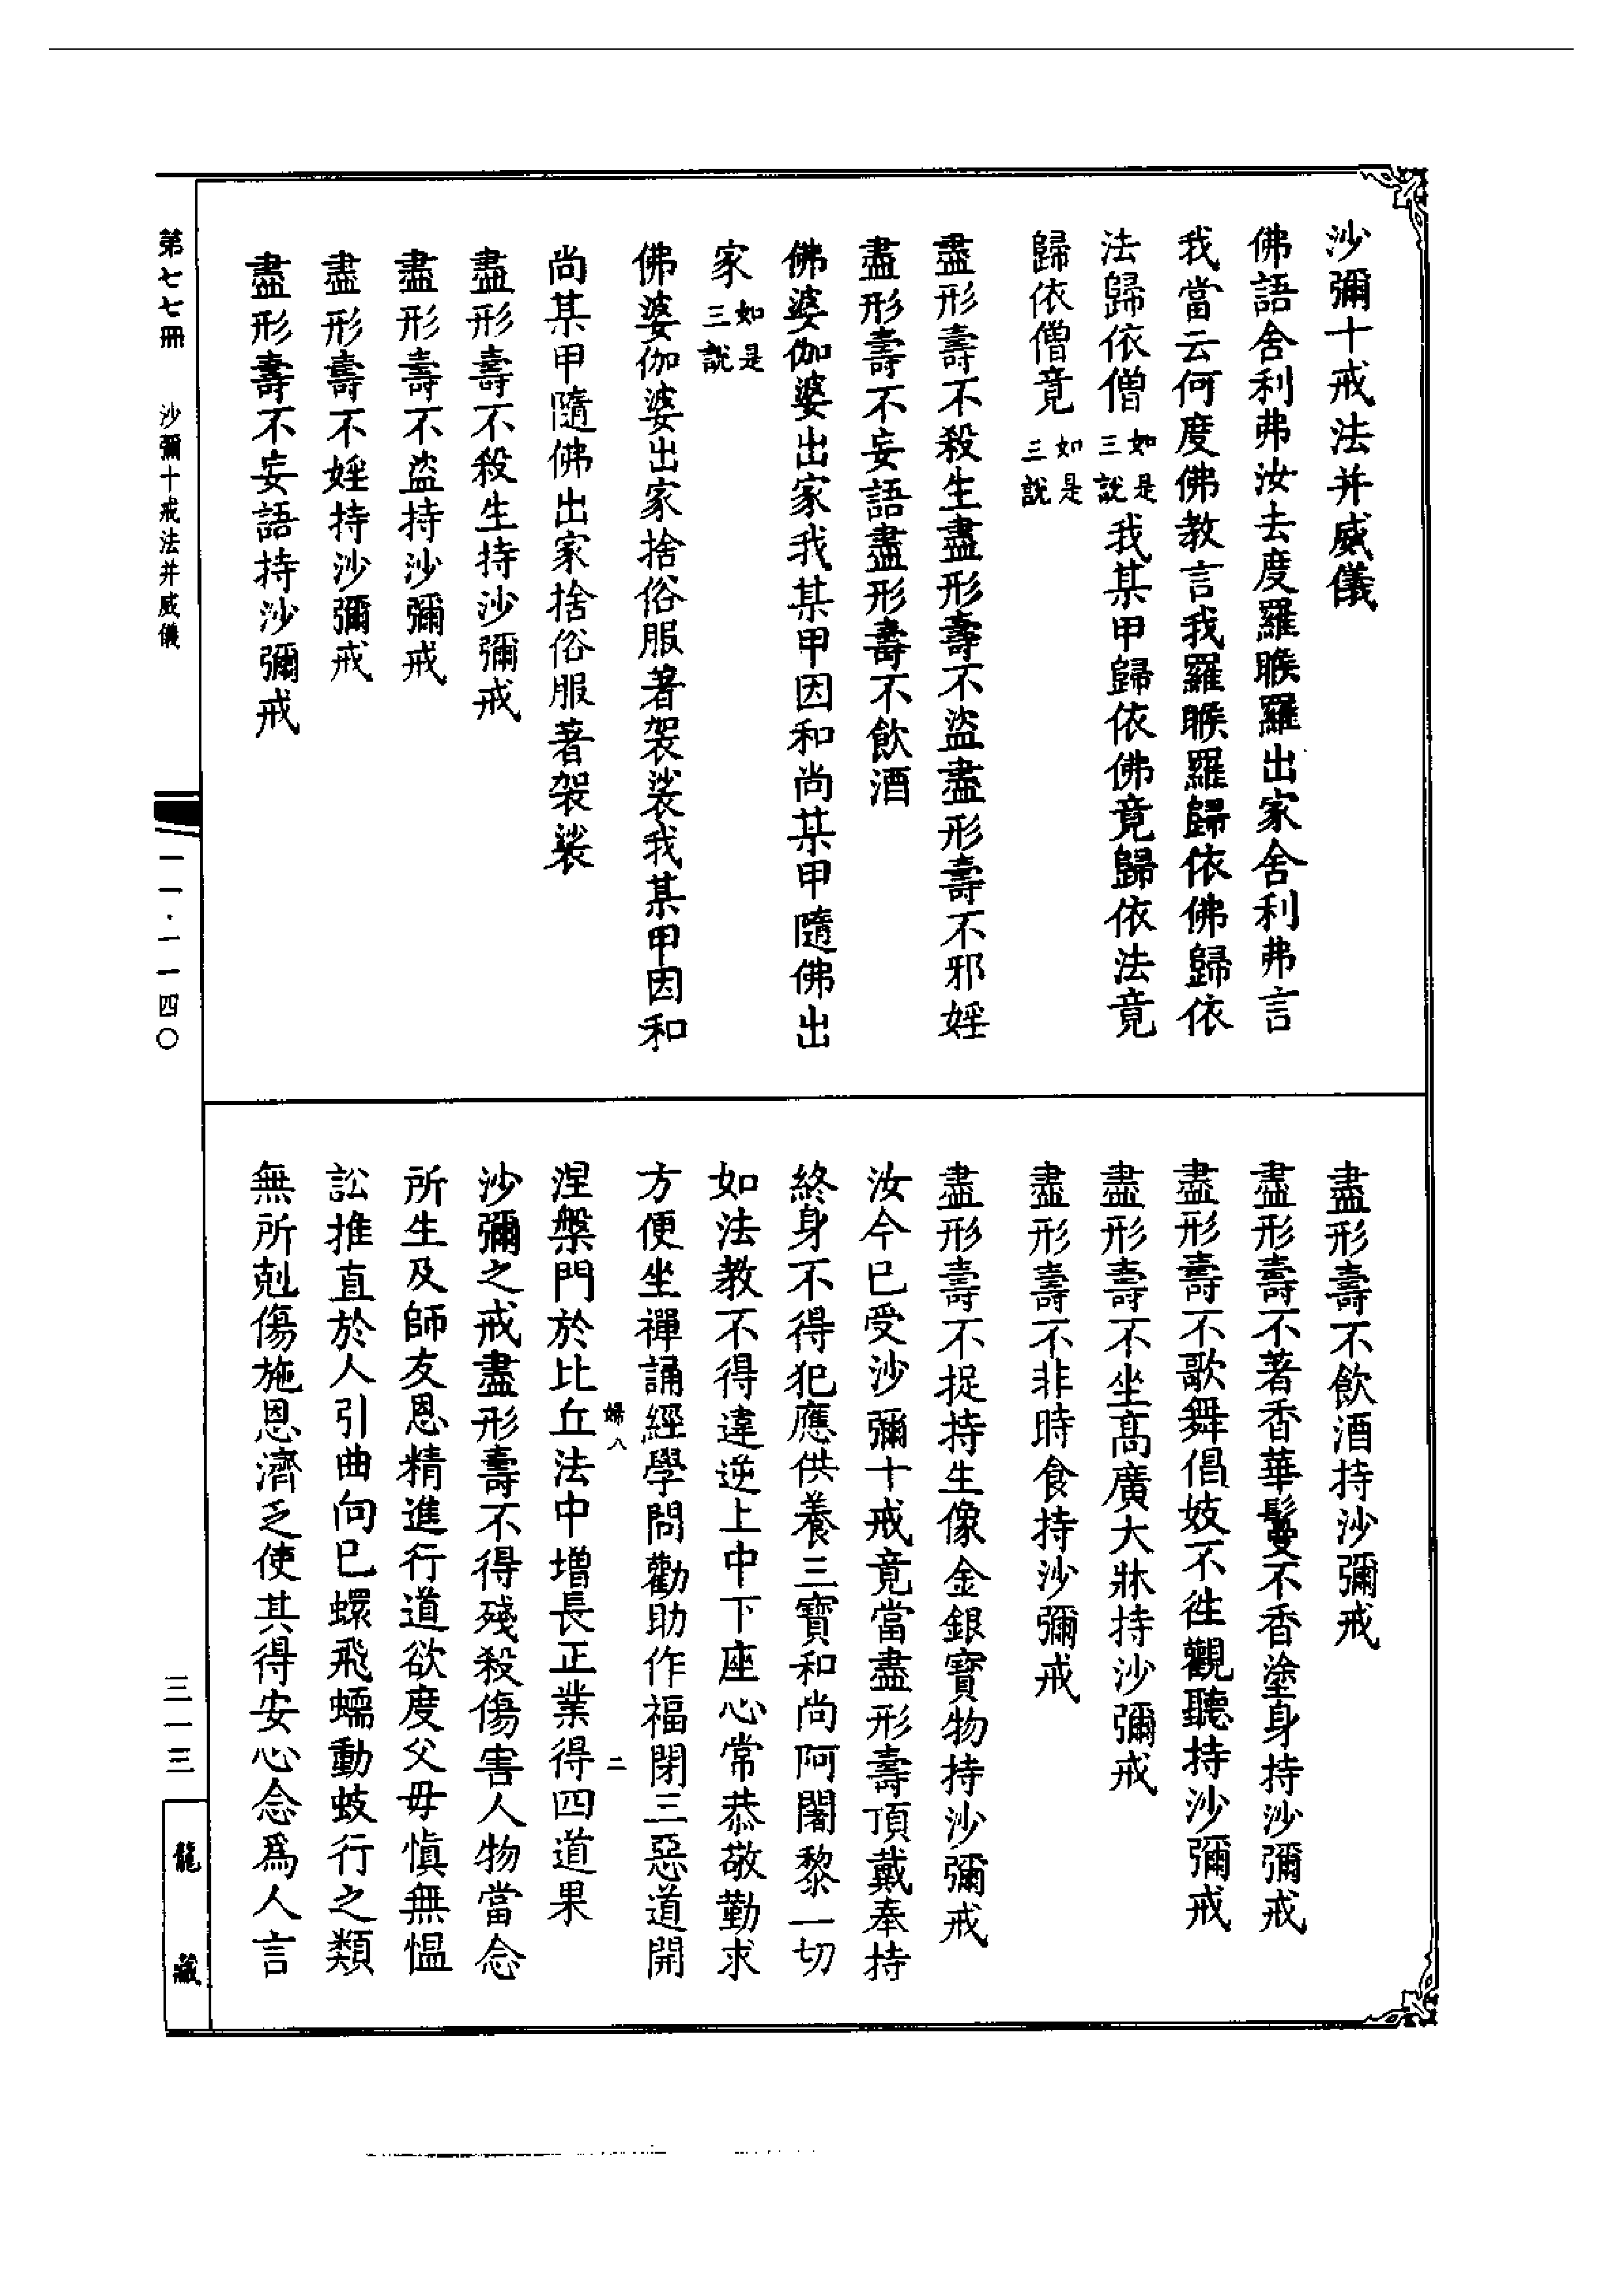 沙彌十戒法并威儀
佛語舍利弗汝去度羅睺羅出家舍利弗言
我當云何度佛教言我羅睺羅歸依佛歸依
法歸依僧如是三說我某甲歸依佛竟歸依法竟
歸依僧竟如是三說
盡形壽不殺生盡形壽不盜盡形壽不邪婬
盡形壽不妄語盡形壽不飲酒
佛婆伽婆出家我某甲因和尚某甲隨佛出
家如是三說
佛婆伽婆出家捨俗服著袈裟我某甲因和
尚某甲隨佛出家捨俗服著袈裟
盡形壽不殺生持沙彌戒
盡形壽不盜持沙彌戒
盡形壽不婬持沙彌戒
盡形壽不妄語持沙彌戒
盡形壽不飲酒持沙彌戒
盡形壽不著香華鬘不香塗身持沙彌戒
盡形壽不歌舞倡妓不往觀聽持沙彌戒
盡形壽不坐高廣大牀持沙彌戒
盡形壽不非時食持沙彌戒
盡形壽不捉持生像金銀寶物持沙彌戒
汝今已受沙彌十戒竟當盡形壽頂戴奉持
終身不得犯應供養三寶和尚阿闍黎一切
如法教不得違逆上中下座心常恭敬勤求
方便坐禪誦經學問勸助作福閉三惡道開
婦八 二
涅槃門於比丘法中增長正業得四道果
沙彌之戒盡形壽不得殘殺傷害人物當念
所生及師友恩精進行道欲度父母慎無慍
訟推直於人引曲向已蠉飛蠕動蚑行之類
無所剋傷施恩濟乏使其得安心念爲人言
第七七冊 沙彌十戒法并威儀 一一·一一四〇
三一三
龍藏